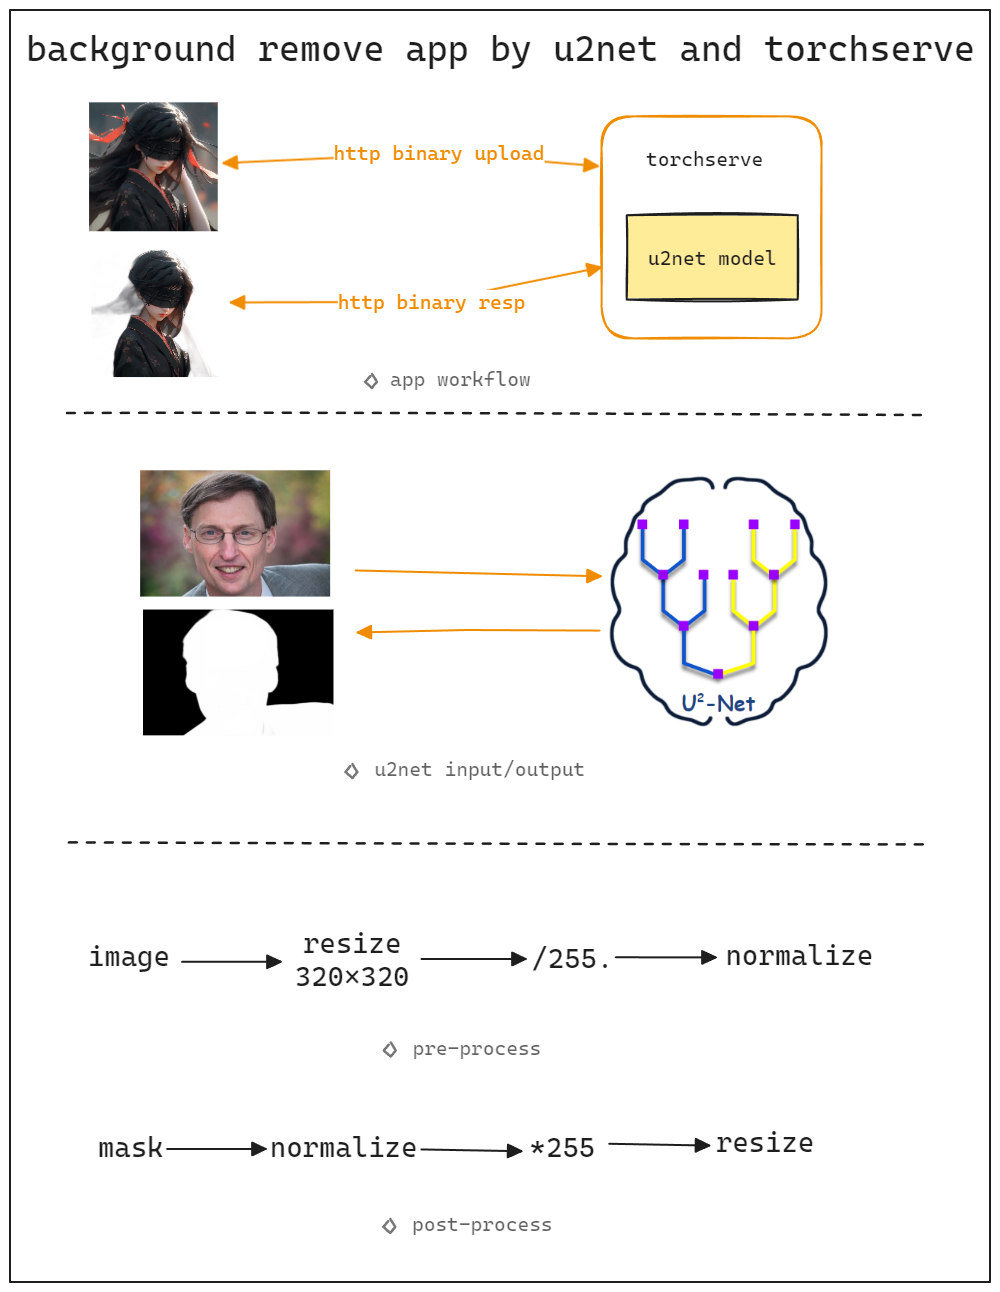 background remove app by u2net and torchserve
http binary upload
torchserve
u2net model
http binary resp
app workflow
U²-Net
u2net input/output
image
resize
320×320
/255.
normalize
pre-process
mask
normalize
*255
resize
post-process